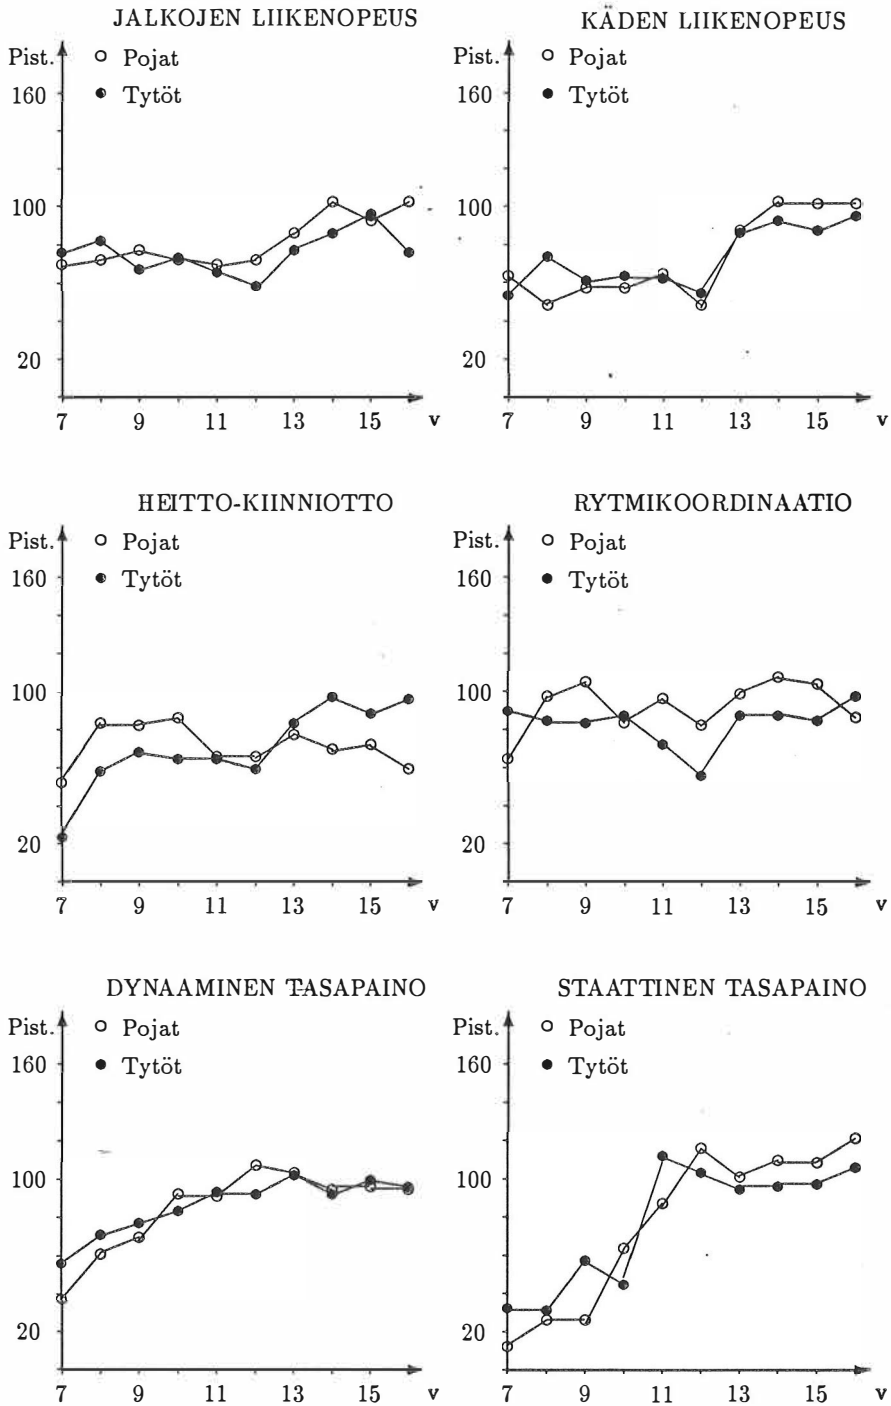 JALKOJEN LIIKENOPEUS
Pist.
Pojat
160
Tytöt
100
20
7 9 11 13 15 v
KÄDEN LIIKENOPEUS
Pist.
Pojat
160
Tytöt
100
20
7 9 11 13 15 v
HEITTO-KIINNIOTTO
Pist.
Pojat
160
Tytöt
100
20
7 9 11 13 15 v
RYTMIKOORDINAATIO
Pist.
Pojat
160
Tytöt
100
20
7 9 11 13 15 v
DYNAAMINEN TASAPAINO
Pist.
Pojat
160
Tytöt
100
20
7 9 11 13 15 v
STAATTINEN TASAPAINO
Pist.
Pojat
160
Tytöt
100
20
7 9 11 13 15 v